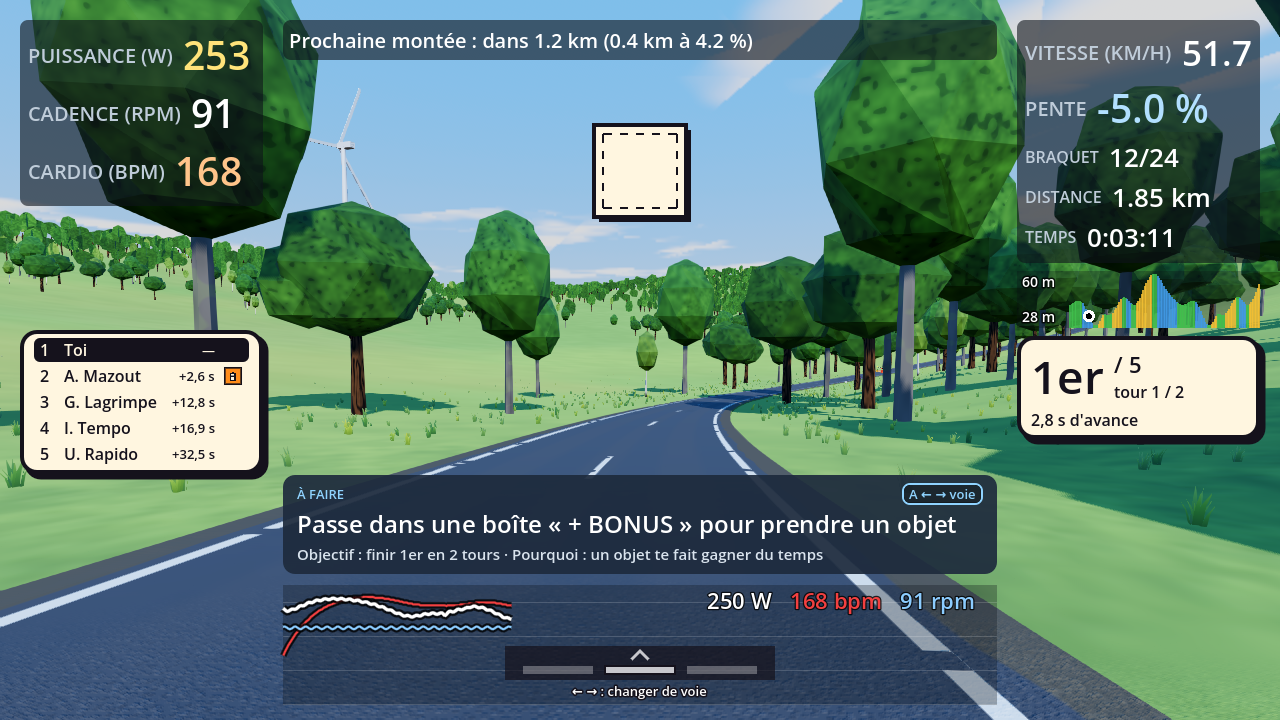 PUISSANCE (W) 253
CADENCE (RPM) 91
CARDIO (BPM) 168
Prochaine montée : dans 1.2 km (0.4 km à 4.2 %)
VITESSE (KM/H) 51.7
PENTE -5.0 %
BRAQUET 12/24
DISTANCE 1.85 km
TEMPS 0:03:11
60 m
28 m
1 Toi —
2 A. Mazout +2,6 s
3 G. Lagrimpe +12,8 s
4 I. Tempo +16,9 s
5 U. Rapido +32,5 s
1er / 5
tour 1 / 2
2,8 s d'avance
À FAIRE
A ← → voie
Passe dans une boîte « + BONUS » pour prendre un objet
Objectif : finir 1er en 2 tours · Pourquoi : un objet te fait gagner du temps
250 W 168 bpm 91 rpm
← → : changer de voie